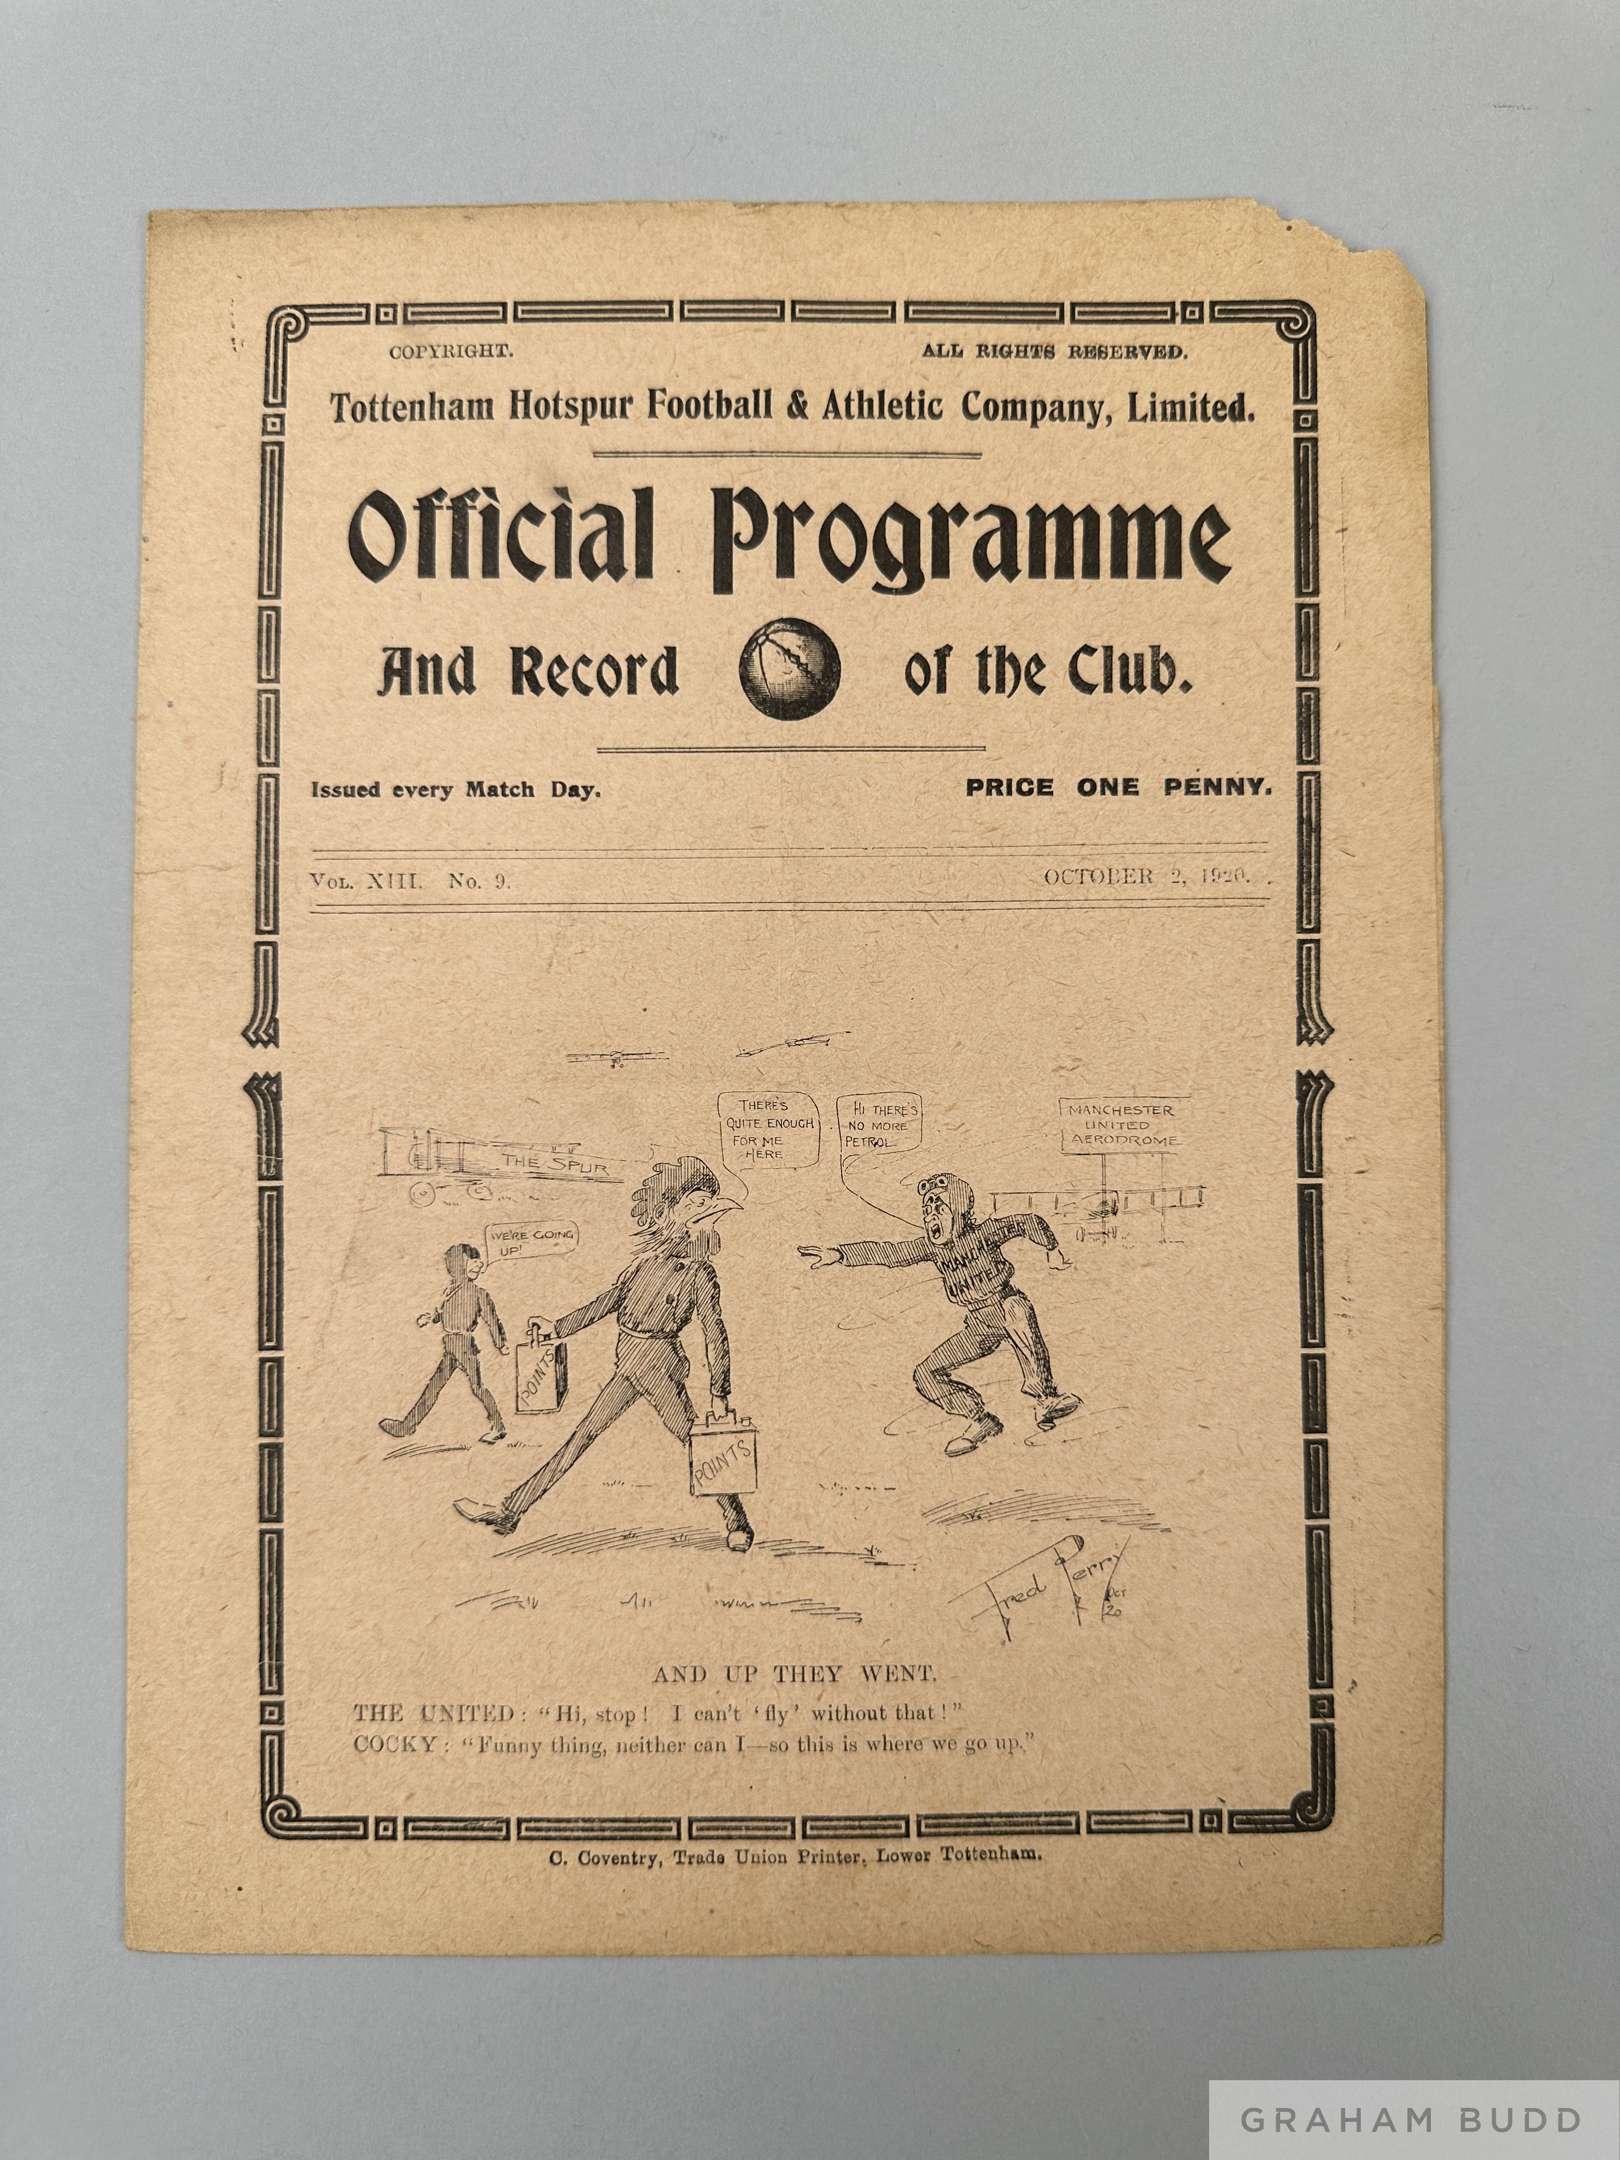 COPYRIGHT. ALL RIGHTS RESERVED.
Tottenham Hotspur Football & Athletic Company, Limited.
Official Programme
And Record of the Club.
Issued every Match Day. PRICE ONE PENNY.
VOL. XIII. No. 9. OCTOBER 2, 1920.
THERE'S
QUITE ENOUGH
FOR ME
HERE
HI THERE'S
NO MORE
PETROL
MANCHESTER
UNITED
AERODROME
THE SPUR
WE'RE GOING
UP!
MANCHESTER
UNITED
POINTS
POINTS
Fred Perry
OCT
20
AND UP THEY WENT.
THE UNITED: "Hi, stop! I can't 'fly' without that!"
COCKY: "Funny thing, neither can I—so this is where we go up."
C. Coventry, Trade Union Printer, Lower Tottenham.
GRAHAM BUDD